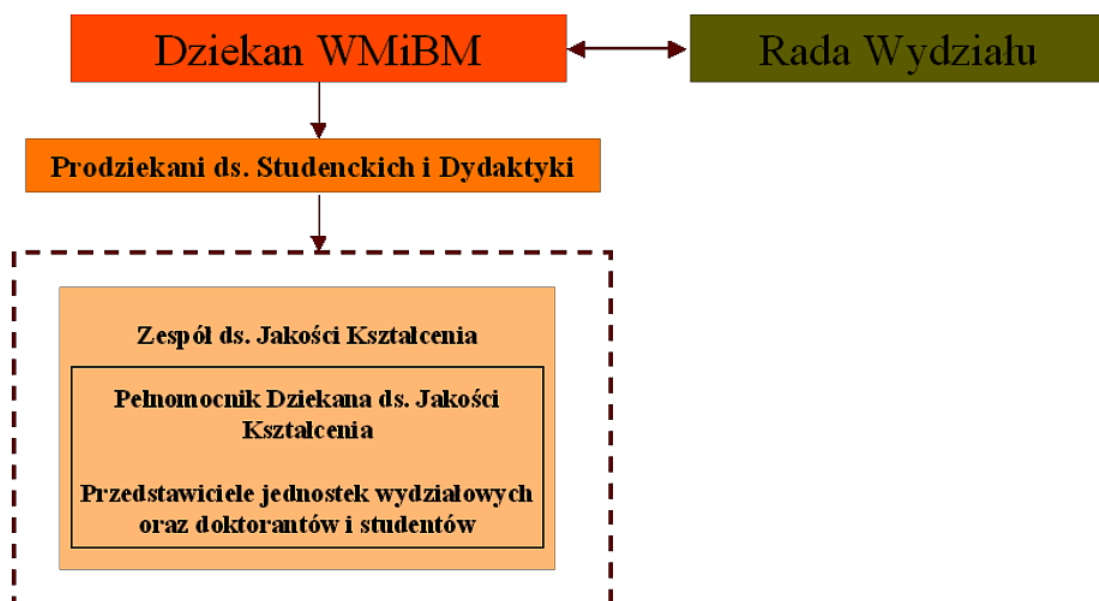 Dziekan WMiBM
Rada Wydziału
Prodziekani ds. Studenckich i Dydaktyki
Zespół ds. Jakości Kształcenia
Pełnomocnik Dziekana ds. Jakości
Kształcenia
Przedstawiciele jednostek wydziałowych
oraz doktorantów i studentów